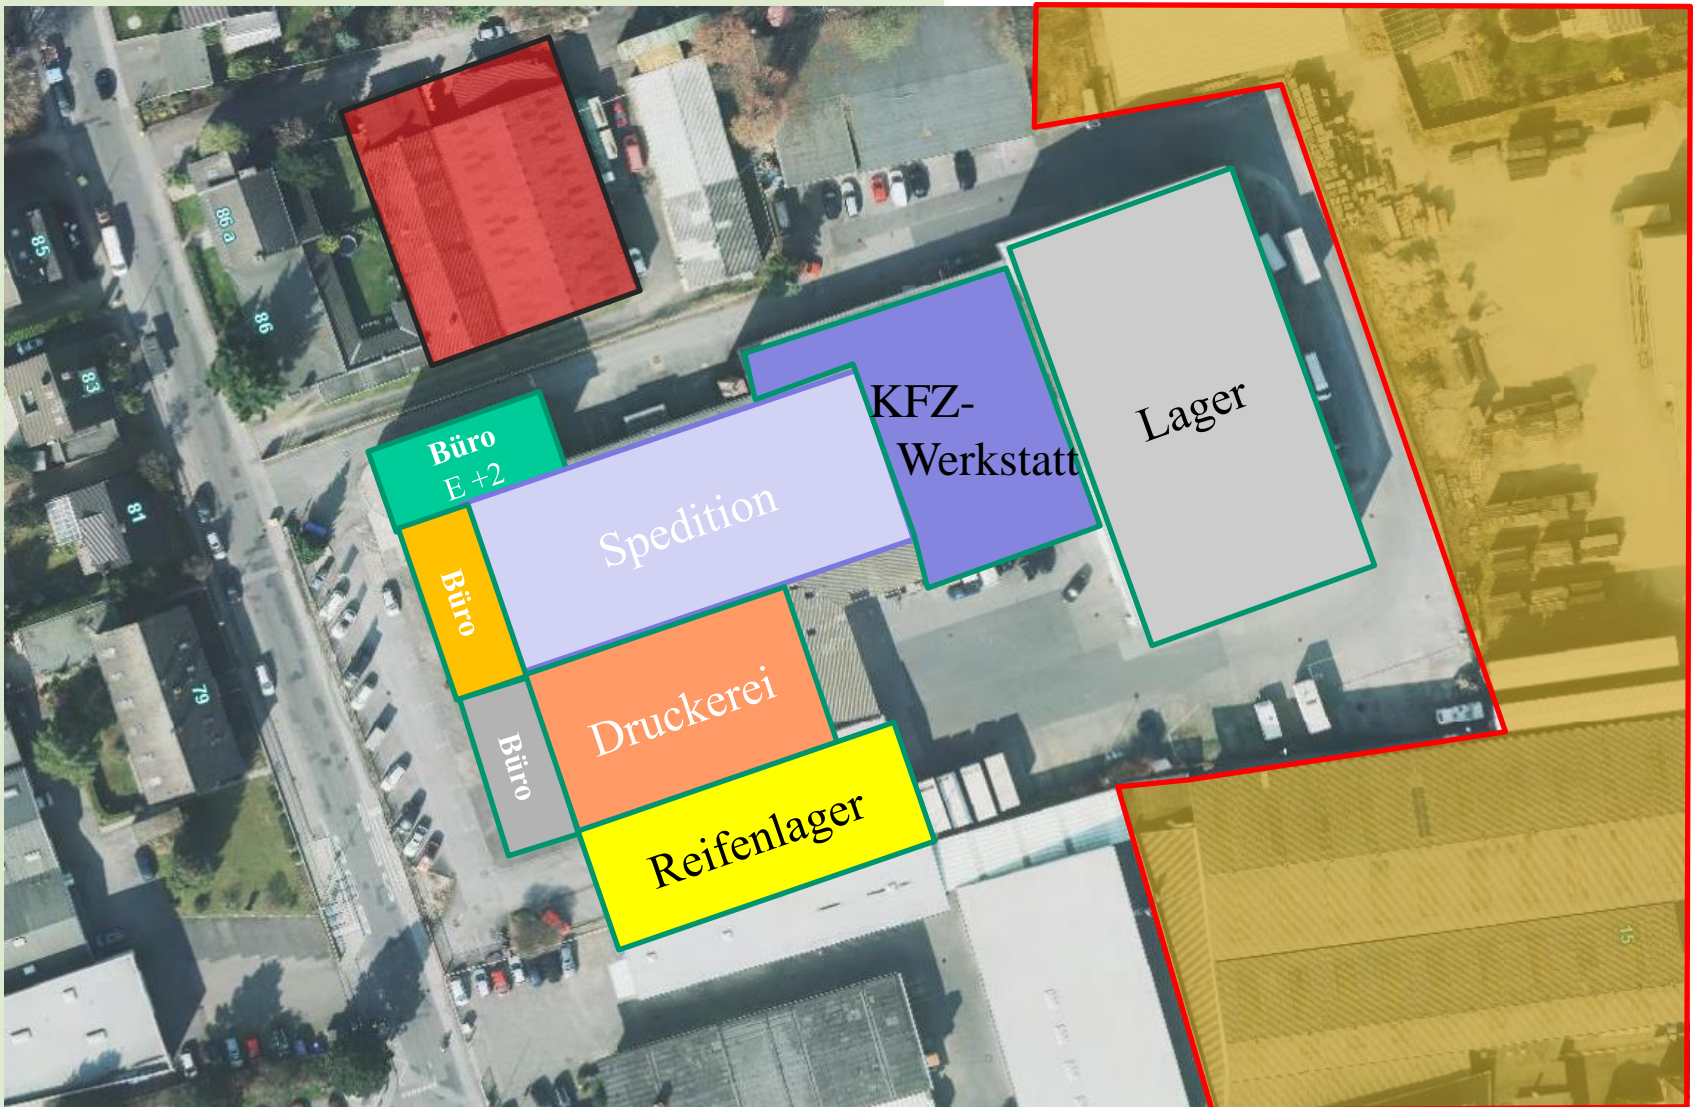 86 a
85
86
83
81
79
15
KFZ-
Werkstatt
Lager
Büro
E +2
Spedition
Büro
Druckerei
Büro
Reifenlager